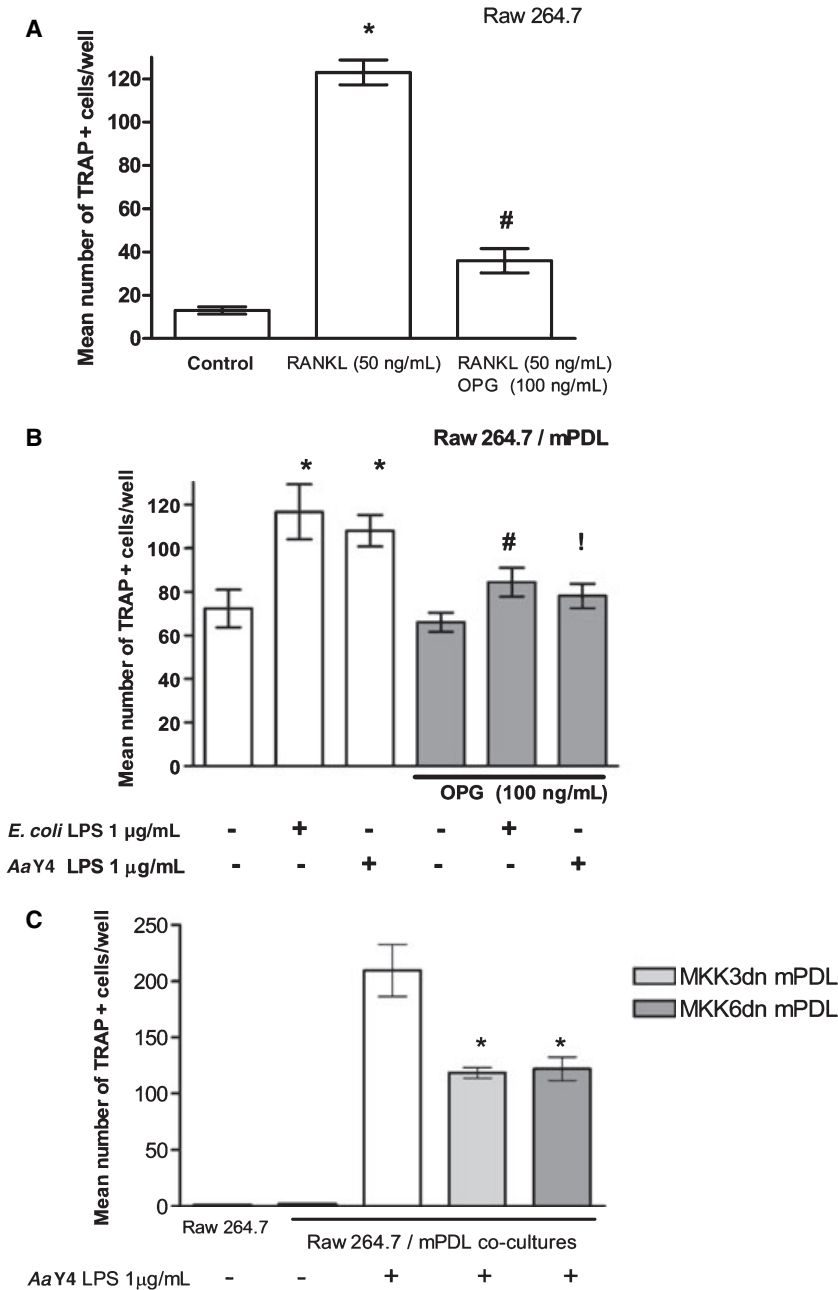 A
Raw 264.7
Mean number of TRAP + cells/well
120
100
80
60
40
20
0
*
#
Control
RANKL (50 ng/mL)
RANKL (50 ng/mL)
OPG (100 ng/mL)
B
Raw 264.7 / mPDL
Mean number of TRAP + cells/well
120
100
80
60
40
20
0
* * # !
OPG (100 ng/mL)
E. coli LPS 1 μg/mL - + - - + -
AaY4 LPS 1 μg/mL - - + - - +
C
Mean number of TRAP + cells/well
250
200
150
100
50
0
* *
MKK3dn mPDL
MKK6dn mPDL
Raw 264.7
Raw 264.7 / mPDL co-cultures
AaY4 LPS 1μg/mL - - + + +